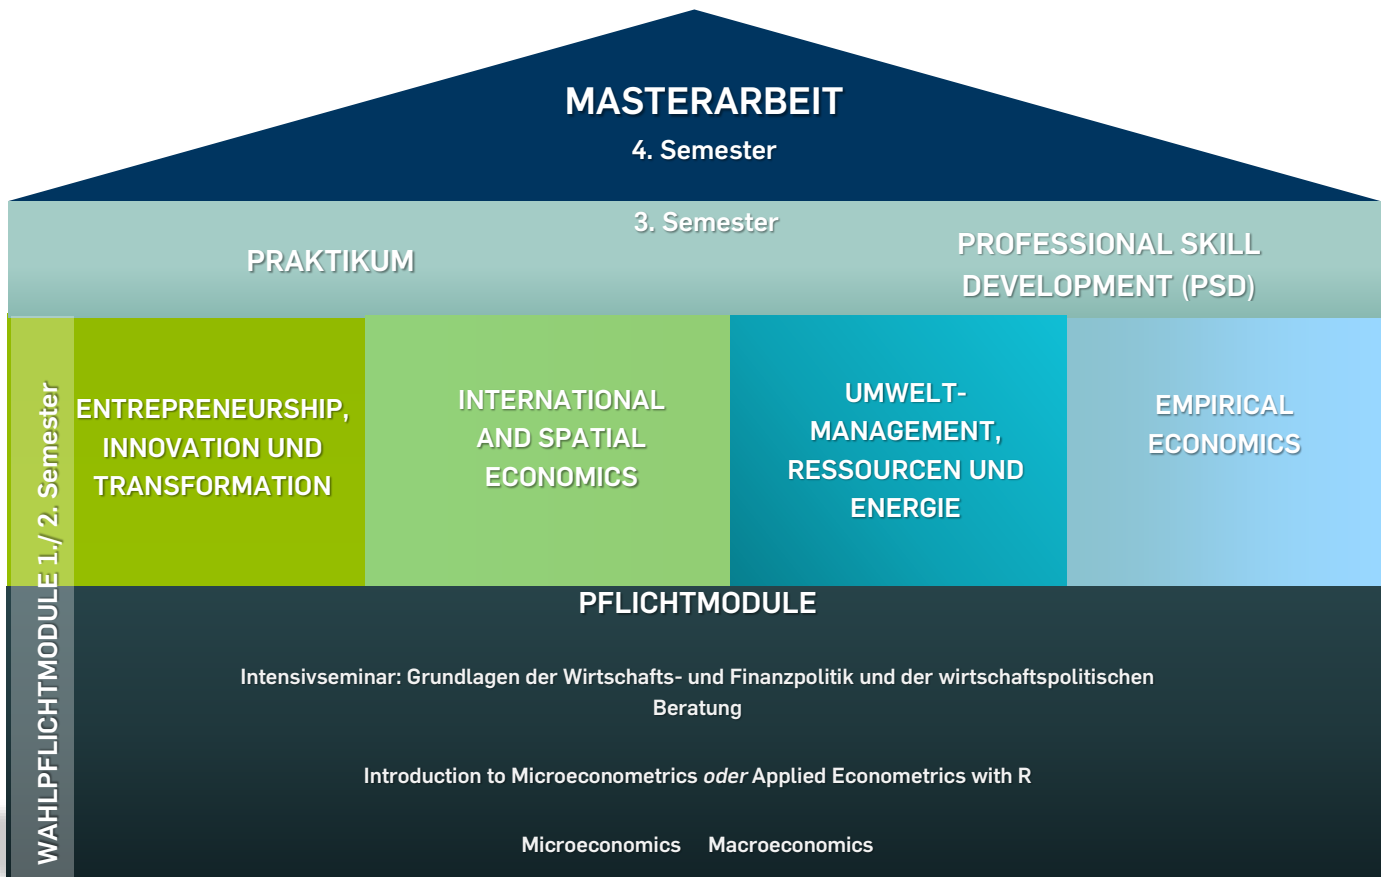 MASTERARBEIT
4. Semester
3. Semester
PRAKTIKUM
PROFESSIONAL SKILL
DEVELOPMENT (PSD)
WAHLPFLICHTMODULE 1./ 2. Semester
ENTREPRENEURSHIP,
INNOVATION UND
TRANSFORMATION
INTERNATIONAL
AND SPATIAL
ECONOMICS
UMWELT-
MANAGEMENT,
RESSOURCEN UND
ENERGIE
EMPIRICAL
ECONOMICS
PFLICHTMODULE
Intensivseminar: Grundlagen der Wirtschafts- und Finanzpolitik und der wirtschaftspolitischen
Beratung
Introduction to Microeconometrics oder Applied Econometrics with R
Microeconomics Macroeconomics